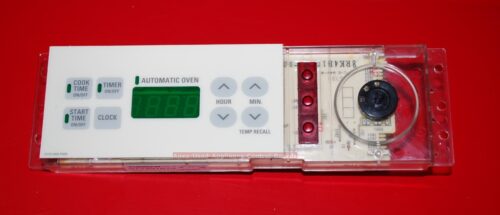 AUTOMATIC OVEN
COOK
TIME
ON/OFF
TIMER
ON/OFF
START
TIME
ON/OFF
CLOCK
HOUR
MIN.
TEMP RECALL